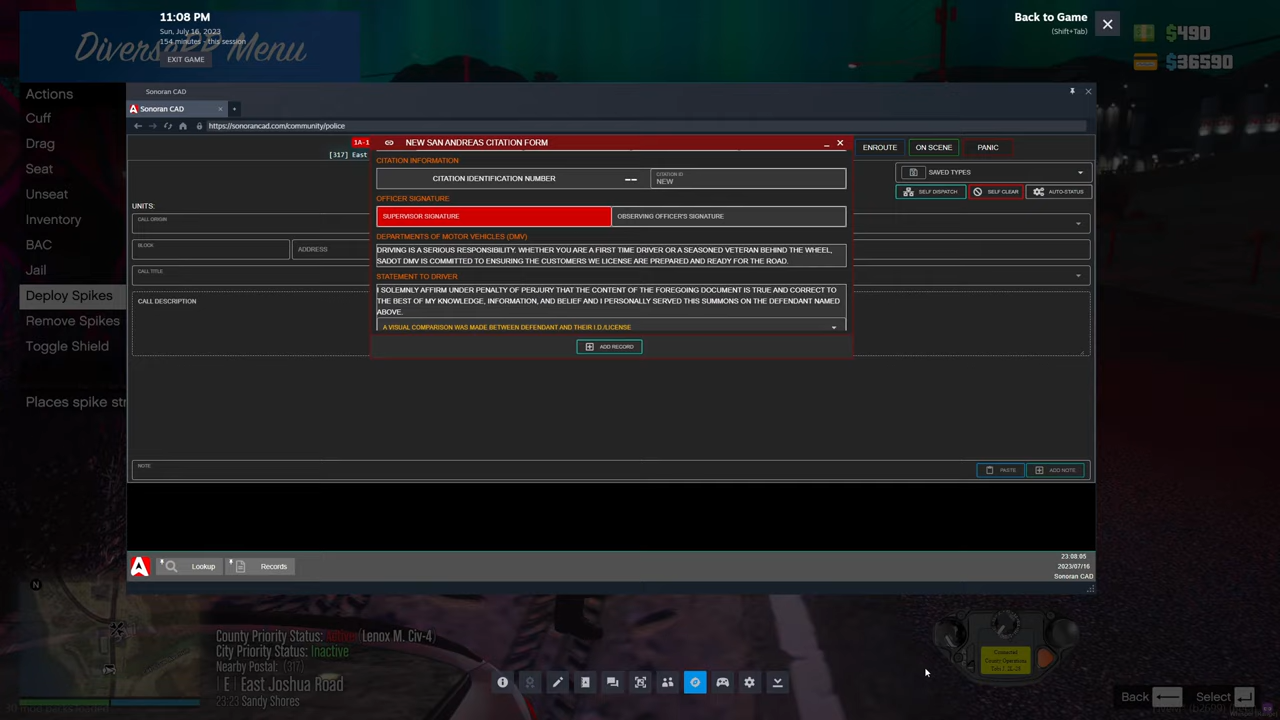 11:08 PM
Sun, July 16, 2023
154 minutes - this session
EXIT GAME
Back to Game
(Shift+Tab)
Menu
$490
$36590
Actions
Cuff
Drag
Seat
Unseat
Inventory
BAC
Jail
Deploy Spikes
Remove Spikes
Toggle Shield
Places spike str
Sonoran CAD
Sonoran CAD
https://sonorancad.com/community/police
1A-1
[317] East
NEW SAN ANDREAS CITATION FORM
ENROUTE
ON SCENE
PANIC
SAVED TYPES
SELF DISPATCH
SELF CLEAR
AUTO-STATUS
UNITS:
CALL ORIGIN
BLOCK
ADDRESS
CALL TITLE
CALL DESCRIPTION
CITATION INFORMATION
CITATION IDENTIFICATION NUMBER
--
CITATION ID
NEW
OFFICER SIGNATURE
SUPERVISOR SIGNATURE
OBSERVING OFFICER'S SIGNATURE
DEPARTMENTS OF MOTOR VEHICLES (DMV)
DRIVING IS A SERIOUS RESPONSIBILITY. WHETHER YOU ARE A FIRST TIME DRIVER OR A SEASONED VETERAN BEHIND THE WHEEL,
SADOT DMV IS COMMITTED TO ENSURING THE CUSTOMERS WE LICENSE ARE PREPARED AND READY FOR THE ROAD.
STATEMENT TO DRIVER
I SOLEMNLY AFFIRM UNDER PENALTY OF PERJURY THAT THE CONTENT OF THE FOREGOING DOCUMENT IS TRUE AND CORRECT TO
THE BEST OF MY KNOWLEDGE, INFORMATION, AND BELIEF AND I PERSONALLY SERVED THIS SUMMONS ON THE DEFENDANT NAMED
ABOVE.
A VISUAL COMPARISON WAS MADE BETWEEN DEFENDANT AND THEIR I.D./LICENSE
ADD RECORD
NOTE
PASTE
ADD NOTE
Lookup
Records
23:08:05
2023/07/16
Sonoran CAD
N
County Priority Status: Active (Lenox M. Civ-4)
City Priority Status: Inactive
Nearby Postal: (317)
| E | East Joshua Road
23:23 Sandy Shores
Connected
County Operations
Back
Select